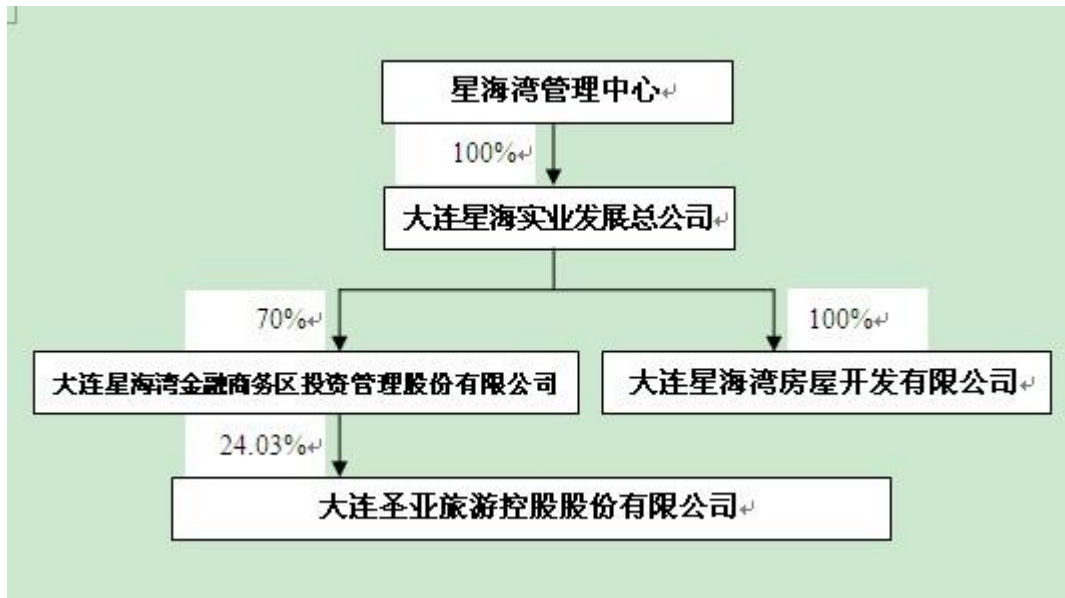 星海湾管理中心
100%
大连星海实业发展总公司
70%
100%
大连星海湾金融商务区投资管理股份有限公司
大连星海湾房屋开发有限公司
24.03%
大连圣亚旅游控股股份有限公司